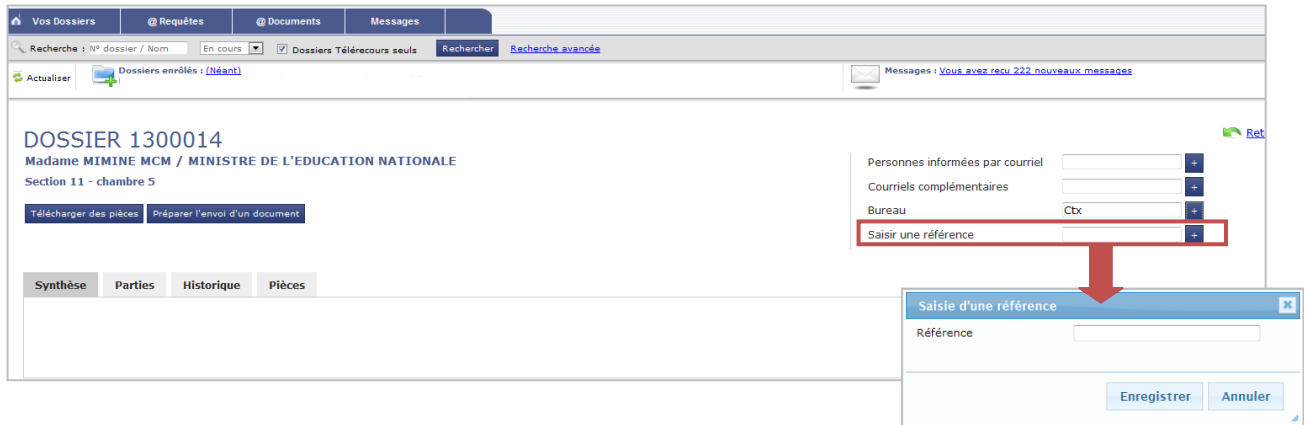 Vos Dossiers @ Requêtes @ Documents Messages
Recherche : N° dossier / Nom En cours Dossiers Télérecours seuls Rechercher Recherche avancée
Actualiser Dossiers enrôlés : (Néant) Messages : Vous avez recu 222 nouveaux messages
DOSSIER 1300014 Ret
Madame MIMINE MCM / MINISTRE DE L'EDUCATION NATIONALE
Section 11 - chambre 5
Personnes informées par courriel +
Courriels complémentaires +
Bureau Ctx +
Saisir une référence +
Télécharger des pièces Préparer l'envoi d'un document
Synthèse Parties Historique Pièces
Saisie d'une référence
Référence
Enregistrer Annuler